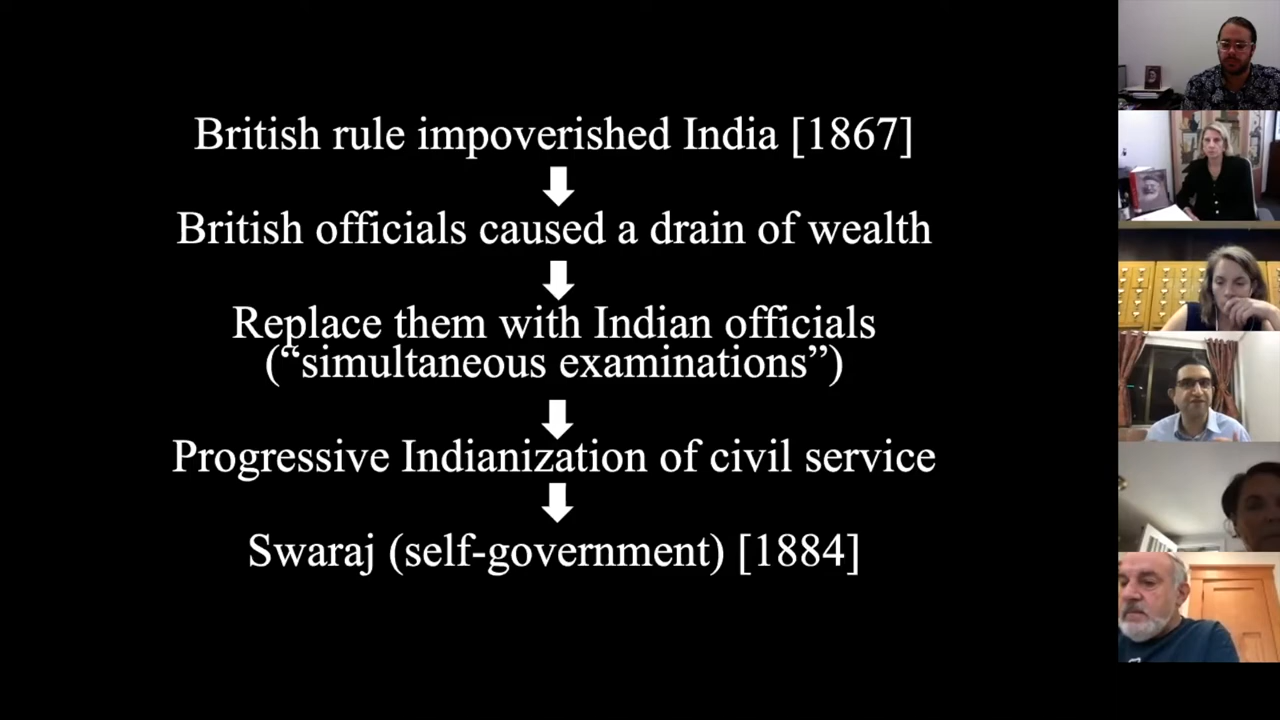 British rule impoverished India [1867]
British officials caused a drain of wealth
Replace them with Indian officials
(“simultaneous examinations”)
Progressive Indianization of civil service
Swaraj (self-government) [1884]